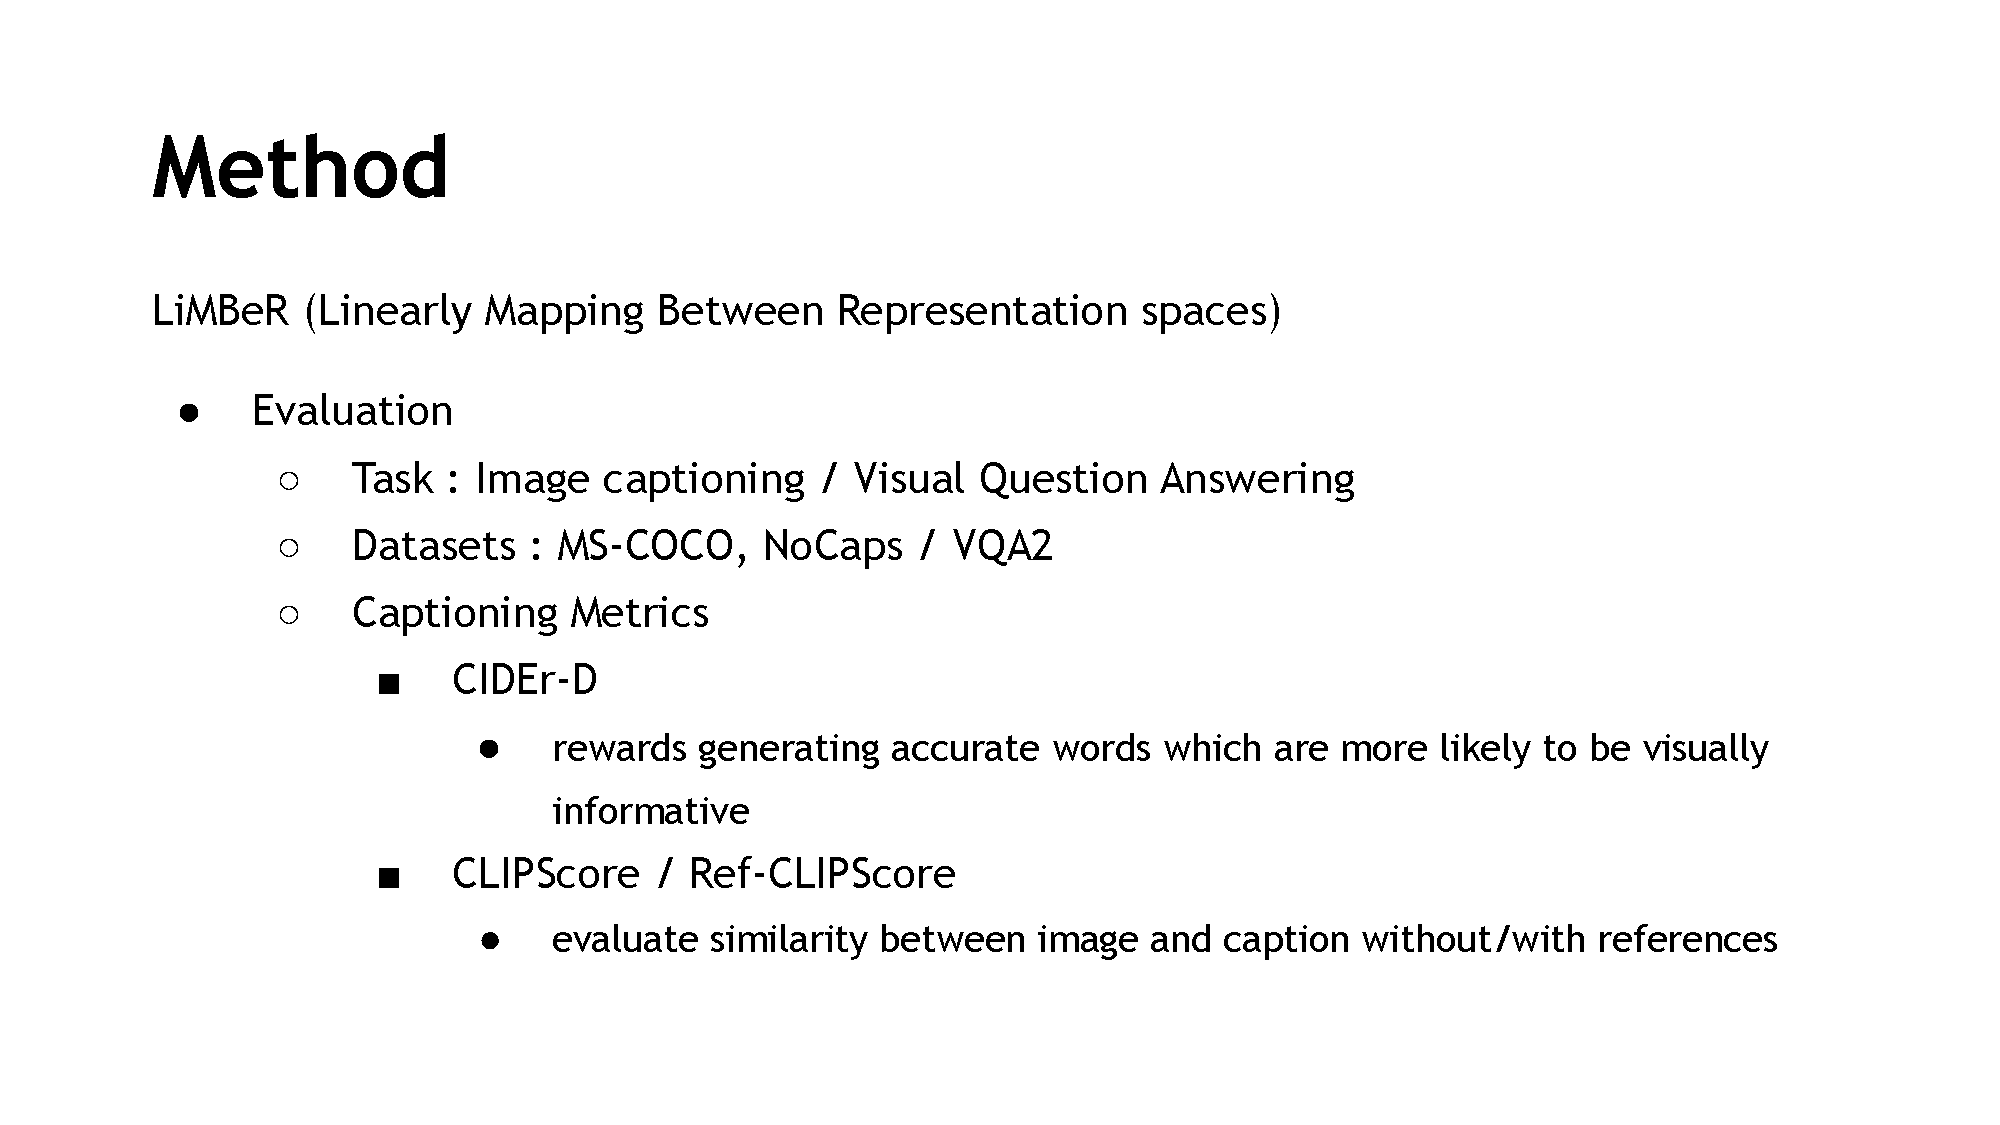 Method
LiMBeR (Linearly Mapping Between Representation spaces)
● Evaluation
○ Task : Image captioning / Visual Question Answering
○ Datasets : MS-COCO, NoCaps / VQA2
○ Captioning Metrics
■ CIDEr-D
● rewards generating accurate words which are more likely to be visually
informative
■ CLIPScore / Ref-CLIPScore
● evaluate similarity between image and caption without/with references